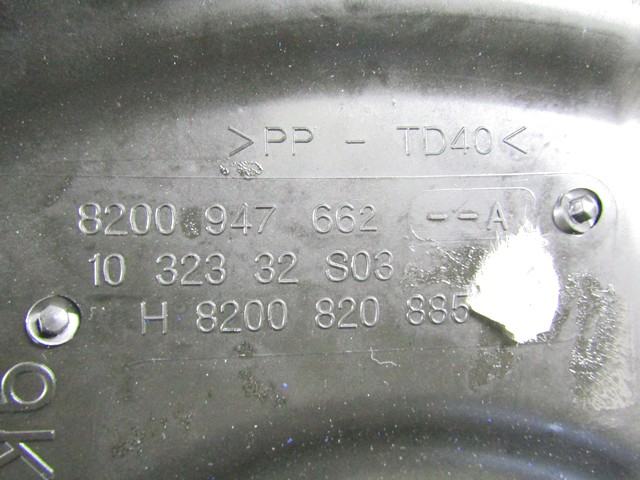 >PP - TD40<
8200 947 662 --A
10 323 32 S03
H 8200 820 885